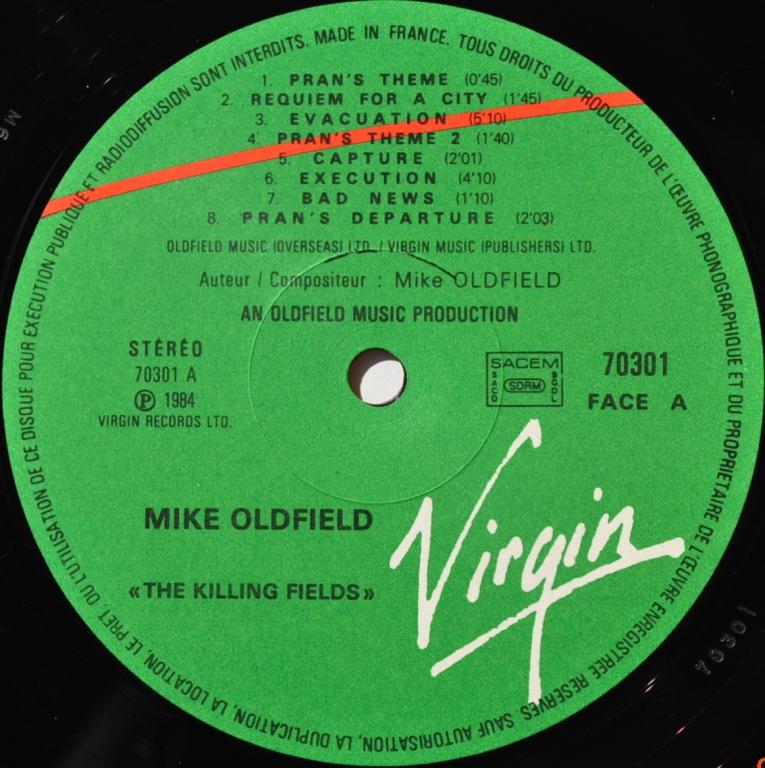 TOUS DROITS DU PRODUCTEUR DE L'ŒUVRE PHONOGRAPHIQUE ET DU PROPRIETAIRE DE L'ŒUVRE ENREGISTREE RESERVES. SAUF AUTORISATION, LA DUPLICATION, LA LOCATION, LE PRET, OU L'UTILISATION DE CE DISQUE POUR EXECUTION PUBLIQUE ET RADIODIFFUSION SONT INTERDITS. MADE IN FRANCE.
1. PRAN'S THEME (0'45)
2. REQUIEM FOR A CITY (1'45)
3. EVACUATION (5'10)
4. PRAN'S THEME 2 (1'40)
5. CAPTURE (2'01)
6. EXECUTION (4'10)
7. BAD NEWS (1'10)
8. PRAN'S DEPARTURE (2'03)
OLDFIELD MUSIC (OVERSEAS) LTD. / VIRGIN MUSIC (PUBLISHERS) LTD.
Auteur / Compositeur : Mike OLDFIELD
AN OLDFIELD MUSIC PRODUCTION
STÉRÉO
70301 A
Ⓟ 1984
VIRGIN RECORDS LTD.
SACEM
SACD
SDRM
BGDL
70301
FACE A
MIKE OLDFIELD
«THE KILLING FIELDS»
Virgin
70301